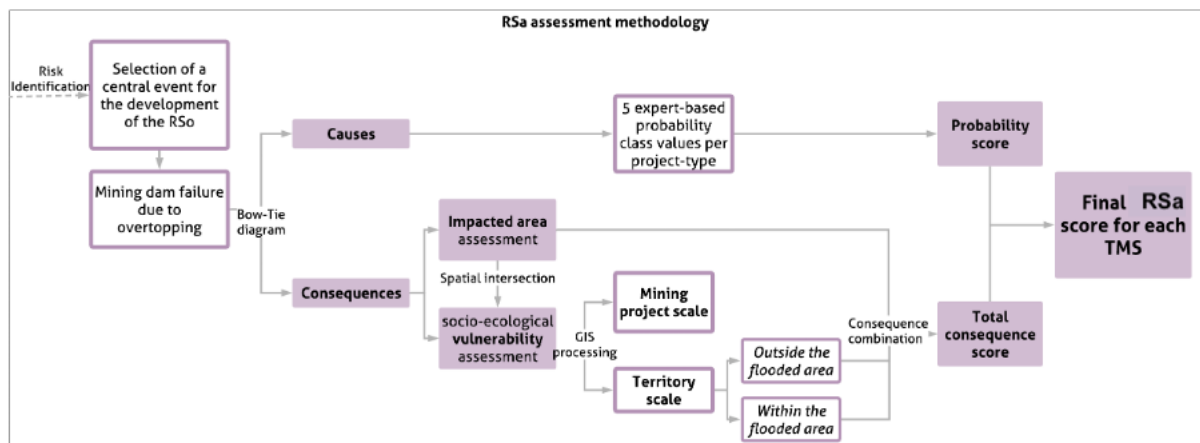 RSa assessment methodology
Risk
Identification
Selection of a
central event for
the development
of the RSo
Mining dam failure
due to
overtopping
Bow-Tie
diagram
Causes
5 expert-based
probability
class values per
project-type
Probability
score
Consequences
Impacted area
assessment
Spatial intersection
socio-ecological
vulnerability
assessment
GIS
processing
Mining
project scale
Territory
scale
Outside the
flooded area
Within the
flooded area
Consequence
combination
Total
consequence
score
Final RSa
score for each
TMS